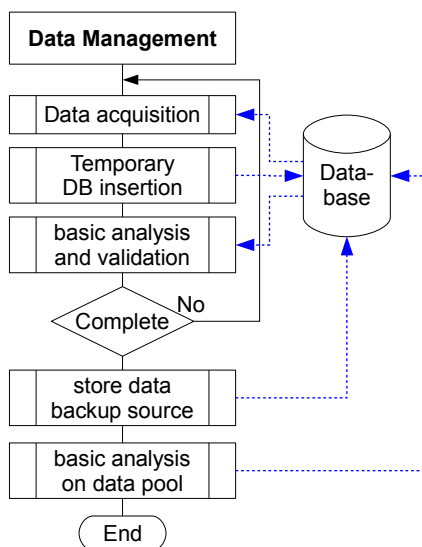 Data Management
Data acquisition
Temporary
DB insertion
Data-
base
basic analysis
and validation
No
Complete
store data
backup source
basic analysis
on data pool
End